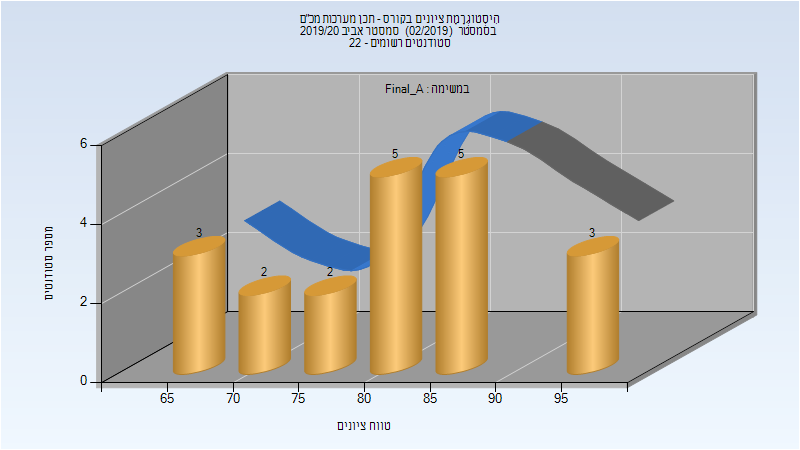 היסטוגרמת ציונים בקורס - תכן מערכות מכ"ם
בסמסטר (02/2019) סמסטר אביב 2019/20
סטודנטים רשומים - 22
במשימה : Final_A
מספר סטודנטים
6
4
2
0
3
2
2
5
5
3
65
70
75
80
85
90
95
טווח ציונים